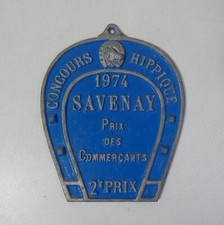 CONCOURS HIPPIQUE
1974
SAVENAY
PRIX
DES
COMMERÇANTS
2E PRIX